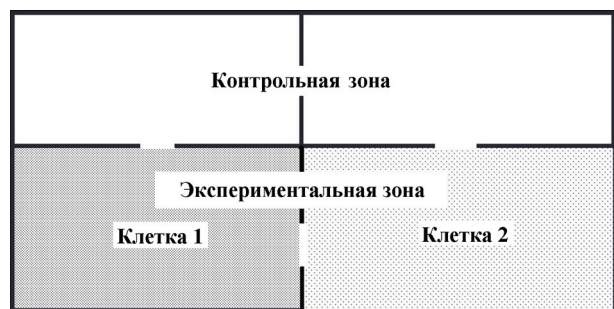 Контрольная зона
Экспериментальная зона
Клетка 1
Клетка 2